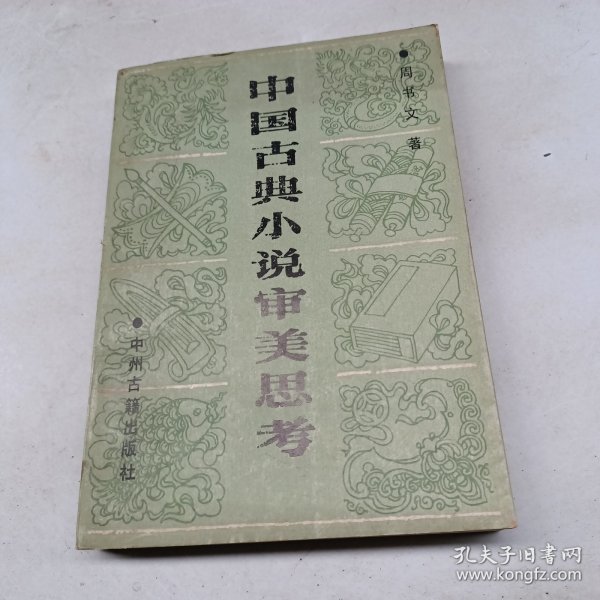 中国古典小说审美思考
●周书文 著
●中州古籍出版社
孔夫子旧书网
www.kongfz.com